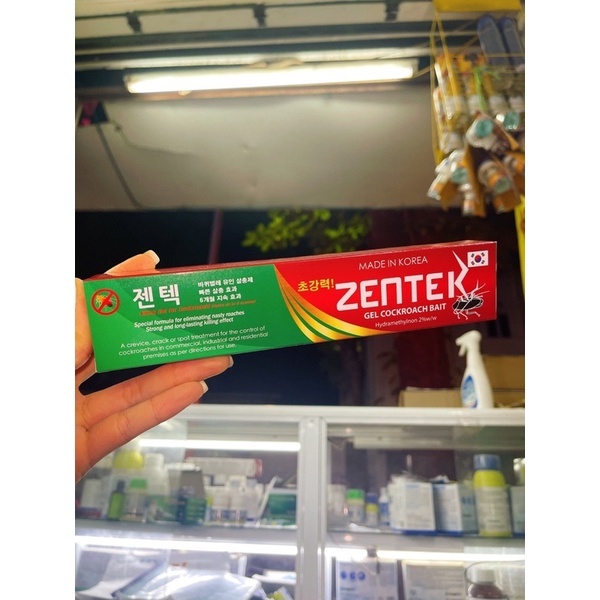 젠텍
바퀴벌레 유인 살충제
빠른 살충 효과
6개월 지속 효과
Special formula for eliminating nasty roaches
Strong and long-lasting killing effect
A crevice, crack or spot treatment for the control of
cockroaches in commercial, industrial and residential
premises as per directions for use.
초강력!
MADE IN KOREA
ZENTEK
GEL COCKROACH BAIT
Hydramethylnon 2%w/w